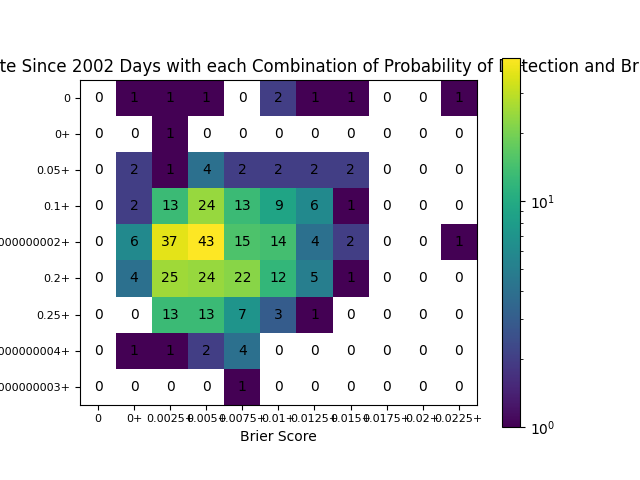 te Since 2002 Days with each Combination of Probability of Detection and Br
0 0 1 1 1 0 2 1 1 0 0 1
0+ 0 0 1 0 0 0 0 0 0 0 0
0.05+ 0 2 1 4 2 2 2 2 0 0 0
0.1+ 0 2 13 24 13 9 6 1 0 0 0
000000002+ 0 6 37 43 15 14 4 2 0 0 1
0.2+ 0 4 25 24 22 12 5 1 0 0 0
0.25+ 0 0 13 13 7 3 1 0 0 0 0
000000004+ 0 1 1 2 4 0 0 0 0 0 0
000000003+ 0 0 0 0 1 0 0 0 0 0 0
0 0+ 0.0025+ 0.005+ 0.0075+ 0.01+ 0.0125+ 0.015+ 0.0175+ 0.02+ 0.0225+
Brier Score
10¹
10⁰